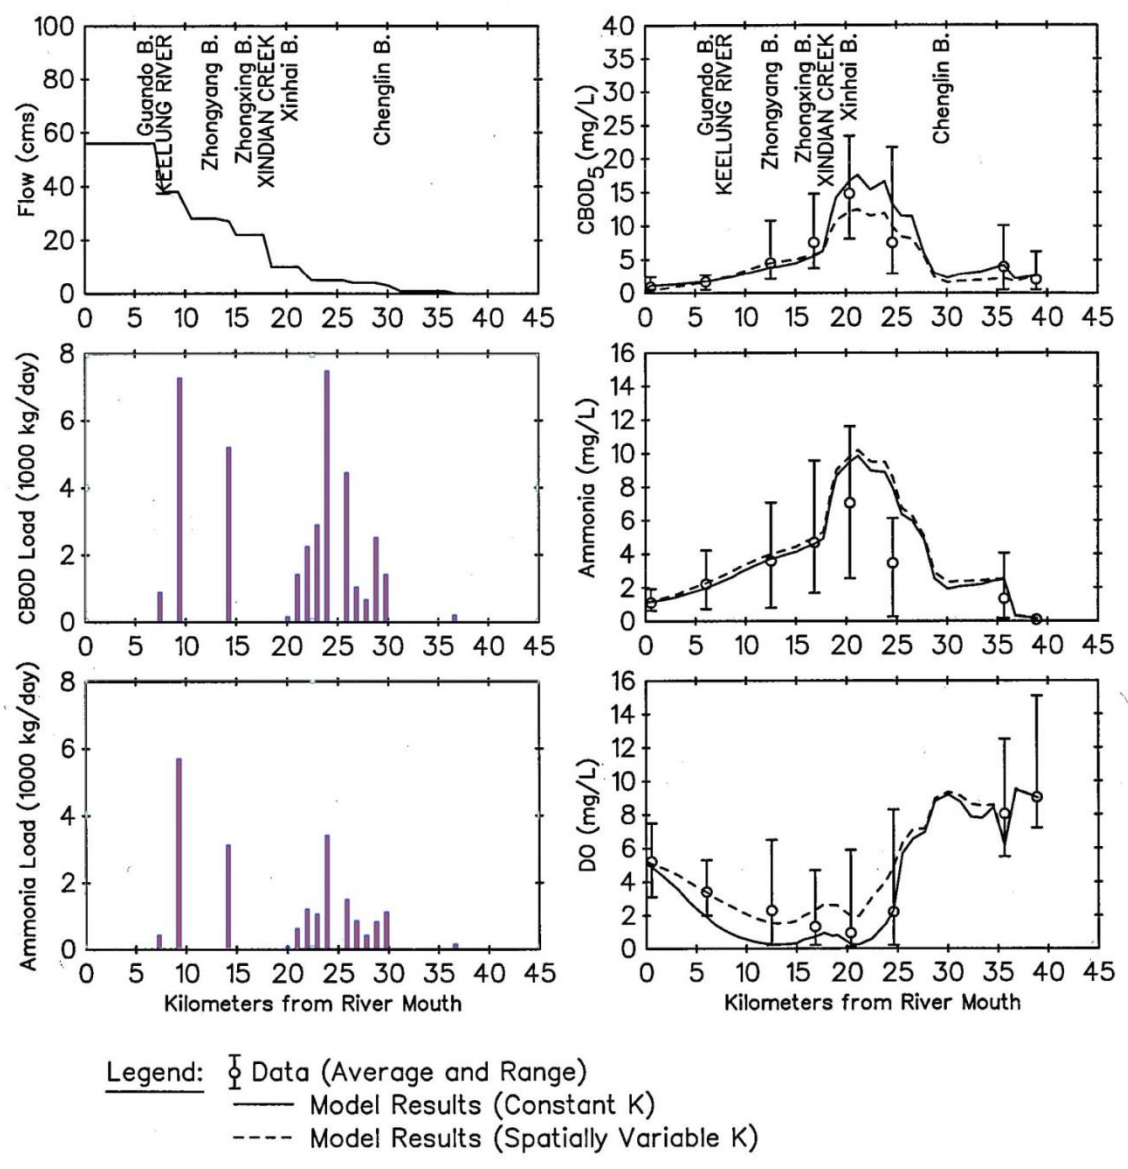 100
80
60
40
20
0
Flow (cms)
Guando B.
KEELUNG RIVER
Zhongyang B.
Zhongxing B.
XINDIAN CREEK
Xinhai B.
Chenglin B.
0 5 10 15 20 25 30 35 40 45
40
35
30
25
20
15
10
5
0
CBOD5 (mg/L)
Guando B.
KEELUNG RIVER
Zhongyang B.
Zhongxing B.
XINDIAN CREEK
Xinhai B.
Chenglin B.
0 5 10 15 20 25 30 35 40 45
8
6
4
2
0
CBOD Load (1000 kg/day)
0 5 10 15 20 25 30 35 40 45
16
14
12
10
8
6
4
2
0
Ammonia (mg/L)
0 5 10 15 20 25 30 35 40 45
8
6
4
2
0
Ammonia Load (1000 kg/day)
0 5 10 15 20 25 30 35 40 45
Kilometers from River Mouth
16
14
12
10
8
6
4
2
0
DO (mg/L)
0 5 10 15 20 25 30 35 40 45
Kilometers from River Mouth
Legend: Data (Average and Range)
Model Results (Constant K)
Model Results (Spatially Variable K)